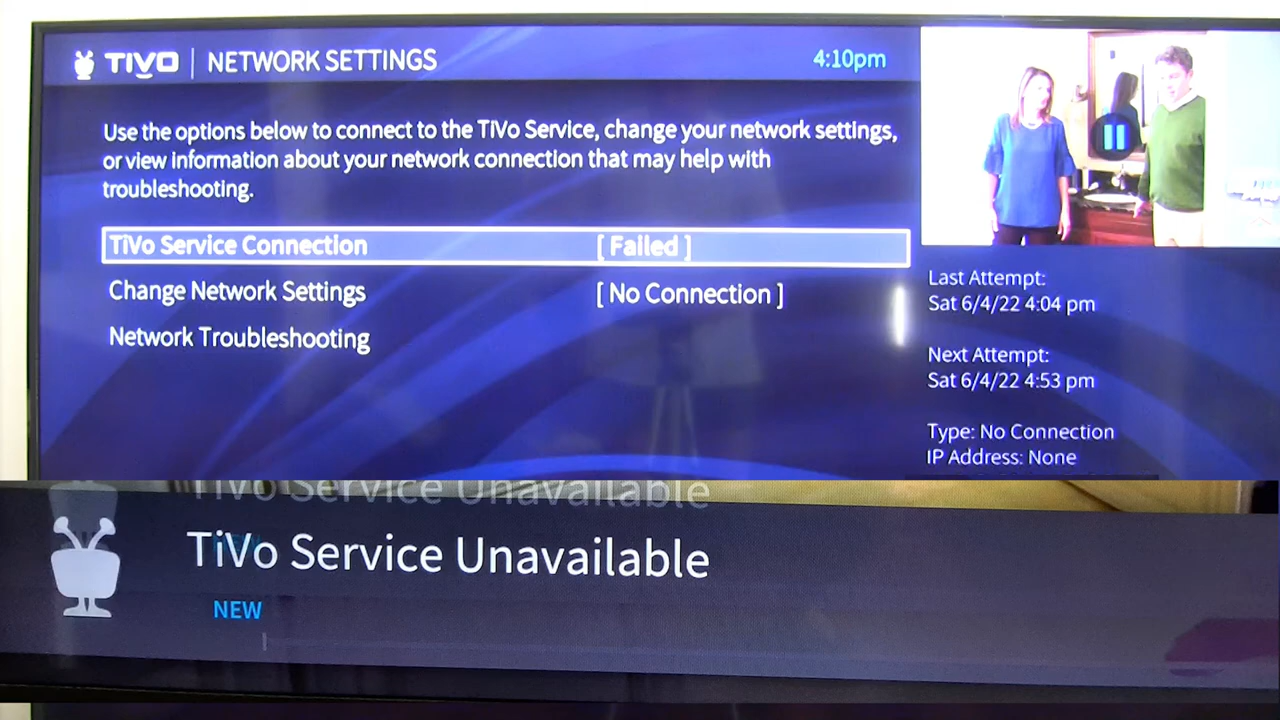 TIVO | NETWORK SETTINGS
4:10pm
Use the options below to connect to the TiVo Service, change your network settings,
or view information about your network connection that may help with
troubleshooting.
TiVo Service Connection [ Failed ]
Change Network Settings [ No Connection ]
Network Troubleshooting
Last Attempt:
Sat 6/4/22 4:04 pm
Next Attempt:
Sat 6/4/22 4:53 pm
Type: No Connection
IP Address: None
TiVo Service Unavailable
TiVo Service Unavailable
NEW